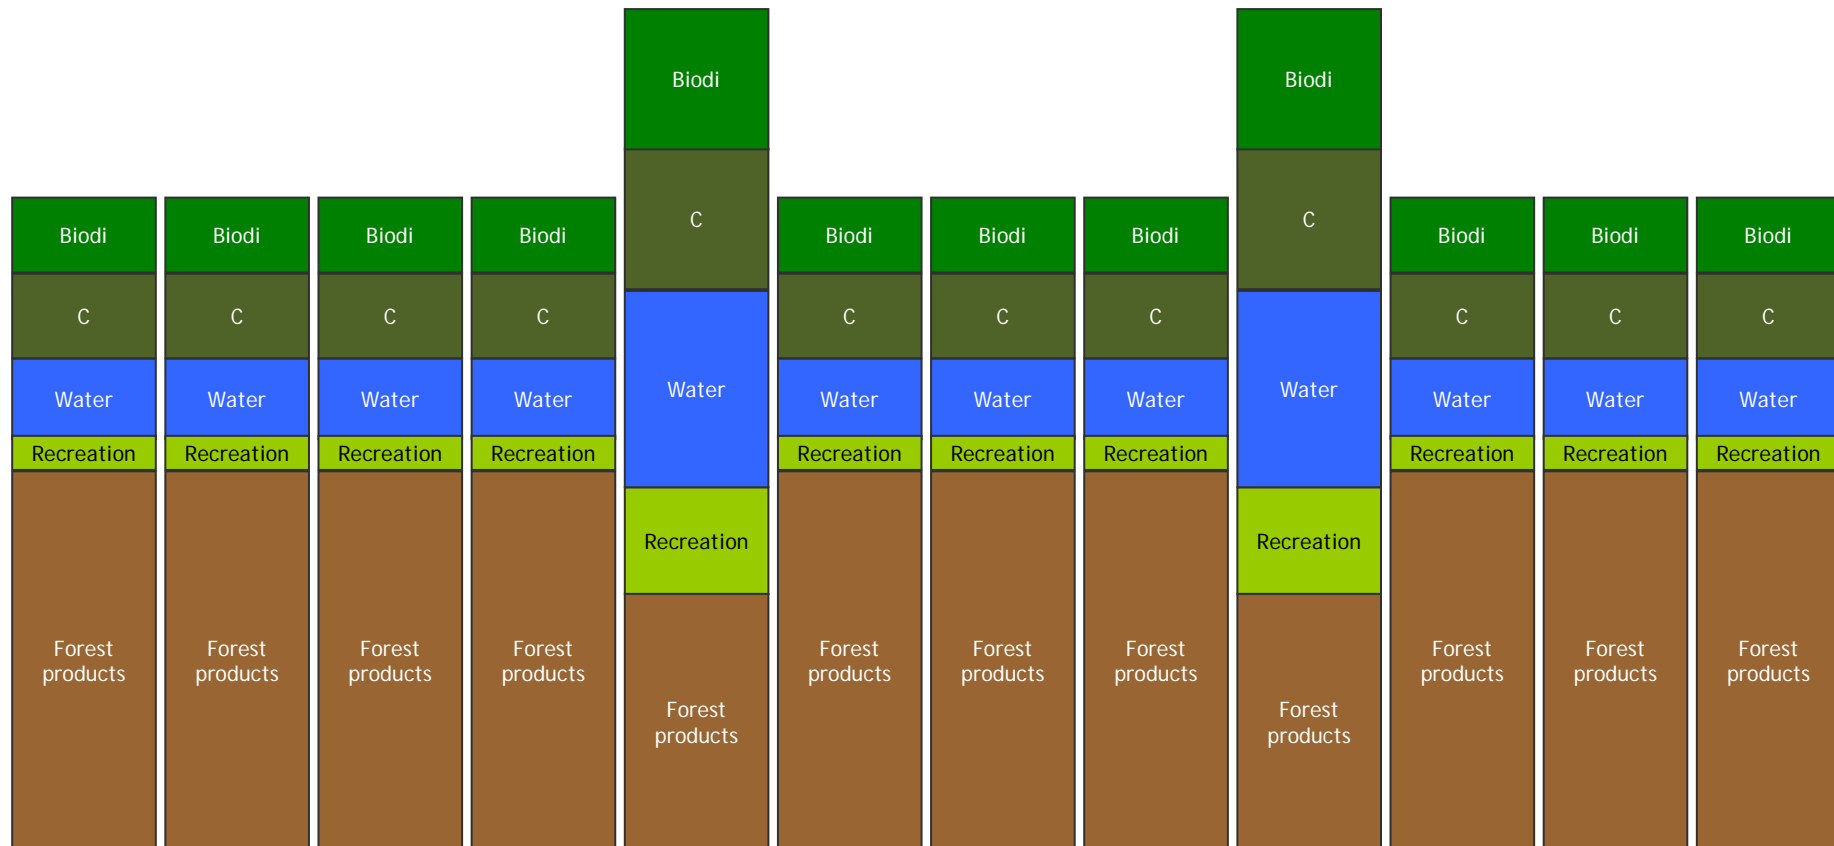 Biodi
C
Water
Recreation
Forest
products
Biodi
C
Water
Recreation
Forest
products
Biodi
C
Water
Recreation
Forest
products
Biodi
C
Water
Recreation
Forest
products
Biodi
C
Water
Recreation
Forest
products
Biodi
C
Water
Recreation
Forest
products
Biodi
C
Water
Recreation
Forest
products
Biodi
C
Water
Recreation
Forest
products
Biodi
C
Water
Recreation
Forest
products
Biodi
C
Water
Recreation
Forest
products
Biodi
C
Water
Recreation
Forest
products
Biodi
C
Water
Recreation
Forest
products